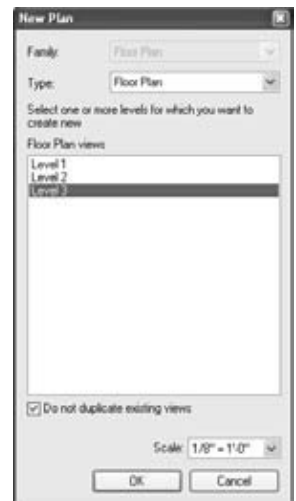 New Plan
Family: Floor Plan
Type: Floor Plan
Select one or more levels for which you want to
create new
Floor Plan views
Level 1
Level 2
Level 3
Do not duplicate existing views
Scale: 1/8" = 1'-0"
OK Cancel